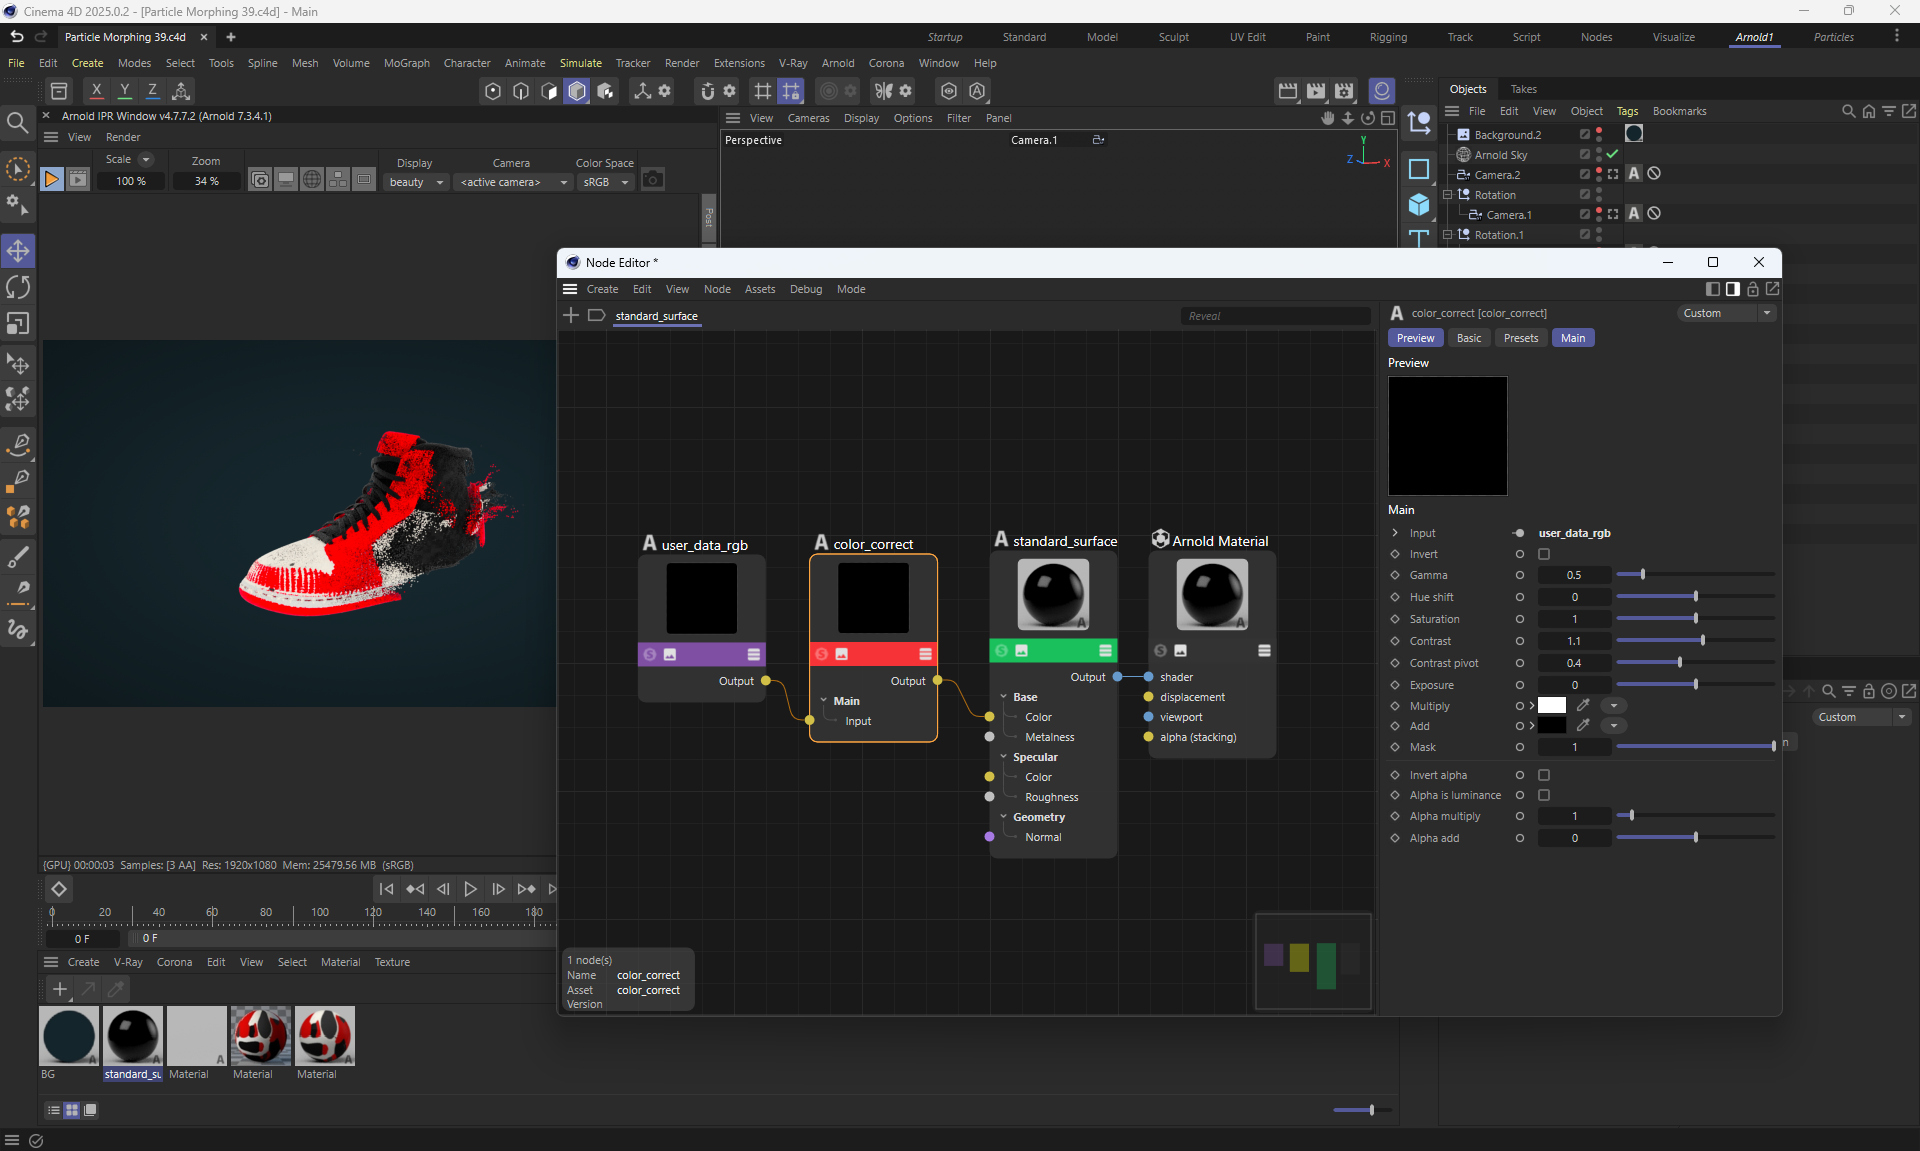 Cinema 4D 2025.0.2 - [Particle Morphing 39.c4d] - Main
Particle Morphing 39.c4d
Startup Standard Model Sculpt UV Edit Paint Rigging Track Script Nodes Visualize Arnold1 Particles
File Edit Create Modes Select Tools Spline Mesh Volume MoGraph Character Animate Simulate Tracker Render Extensions V-Ray Arnold Corona Window Help
X Y Z
Objects Takes
Arnold IPR Window v4.7.7.2 (Arnold 7.3.4.1)
View Render
Scale Zoom Display Camera Color Space
100 % 34 % beauty <active camera> sRGB
Post
View Cameras Display Options Filter Panel
Perspective Camera.1
Y
Z X
File Edit View Object Tags Bookmarks
Background.2
Arnold Sky
Camera.2
Rotation
Camera.1
Rotation.1
Node Editor *
Create Edit View Node Assets Debug Mode
standard_surface
Reveal
user_data_rgb
Output
color_correct
Output
Main
Input
standard_surface
Output
Base
Color
Metalness
Specular
Color
Roughness
Geometry
Normal
Arnold Material
shader
displacement
viewport
alpha (stacking)
1 node(s)
Name color_correct
Asset color_correct
Version
color_correct [color_correct]
Custom
Preview Basic Presets Main
Preview
Main
Input user_data_rgb
Invert
Gamma 0.5
Hue shift 0
Saturation 1
Contrast 1.1
Contrast pivot 0.4
Exposure 0
Multiply
Add
Mask 1
Invert alpha
Alpha is luminance
Alpha multiply 1
Alpha add 0
Custom
{GPU} 00:00:03 Samples: [3 AA] Res: 1920x1080 Mem: 25479.56 MB (sRGB)
0 20 40 60 80 100 120 140 160 180
0 F 0 F
Create V-Ray Corona Edit View Select Material Texture
BG standard_su Material Material Material